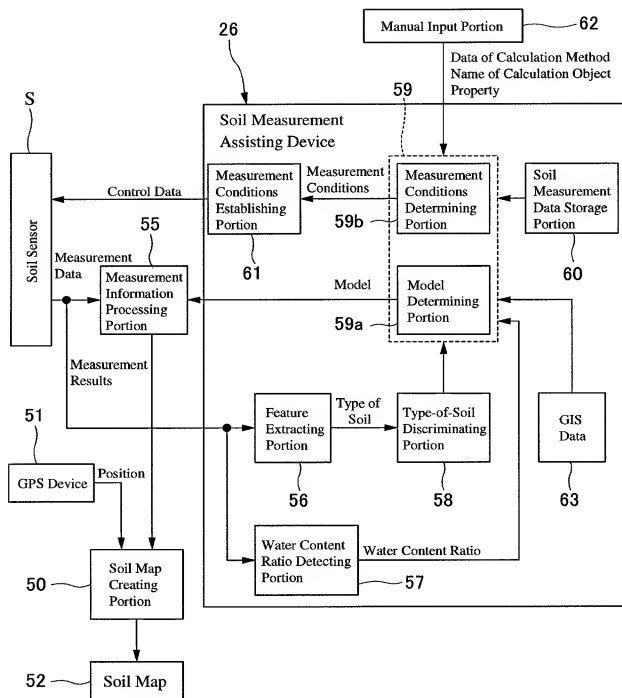 Manual Input Portion
62
26
Data of Calculation Method
Name of Calculation Object
Property
S
59
Soil Measurement
Assisting Device
Soil Sensor
Control Data
Measurement
Conditions
Establishing
Portion
61
Measurement
Conditions
Measurement
Conditions
Determining
Portion
59b
Soil
Measurement
Data Storage
Portion
60
55
Measurement
Data
Measurement
Information
Processing
Portion
Model
Model
Determining
Portion
59a
Measurement
Results
Feature
Extracting
Portion
56
Type of
Soil
Type-of-Soil
Discriminating
Portion
58
GIS
Data
63
51
GPS Device
Position
Water Content
Ratio Detecting
Portion
57
Water Content Ratio
50
Soil Map
Creating
Portion
52
Soil Map